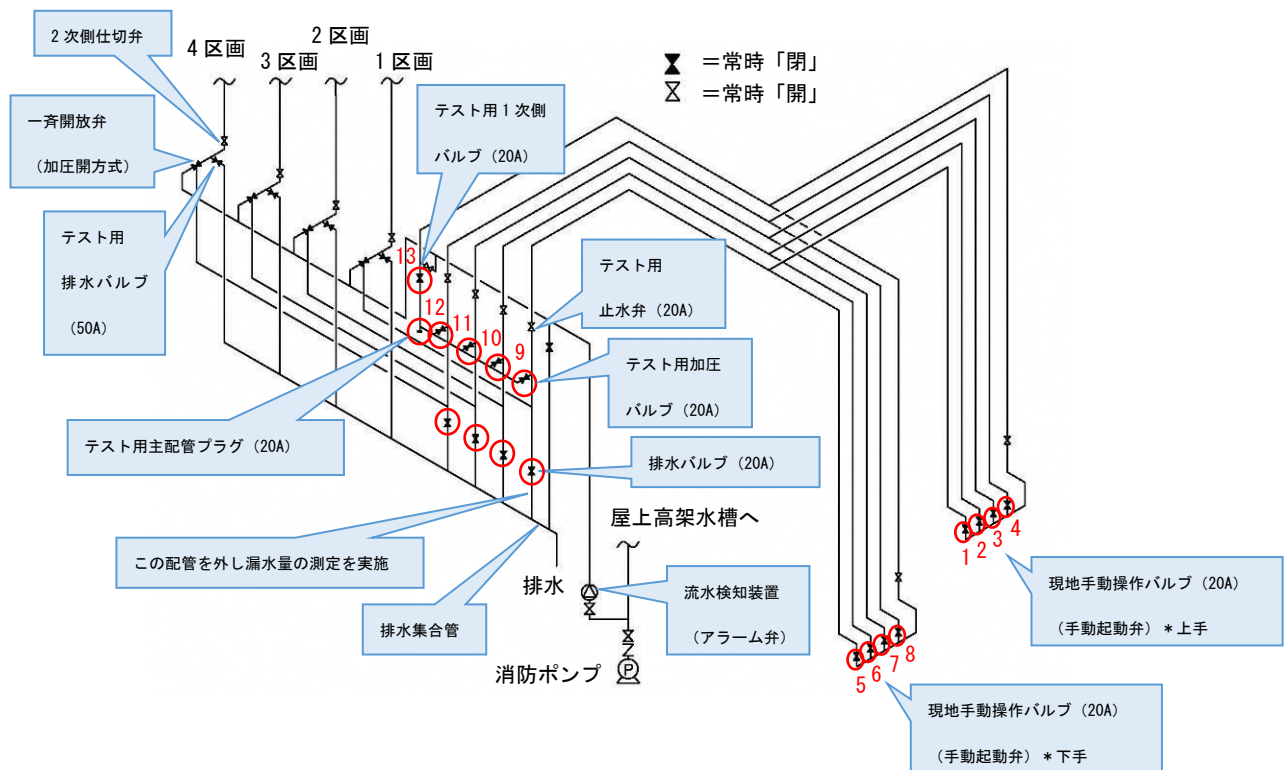 2次側仕切弁
4区画
3区画
2区画
1区画
=常時「閉」
=常時「開」
一斉開放弁
(加圧開方式)
テスト用1次側
バルブ(20A)
テスト用
排水バルブ
(50A)
テスト用
止水弁(20A)
テスト用加圧
バルブ(20A)
13
12
11
10
9
テスト用主配管プラグ(20A)
排水バルブ(20A)
この配管を外し漏水量の測定を実施
排水集合管
排水
屋上高架水槽へ
流水検知装置
(アラーム弁)
消防ポンプ
P
1
2
3
4
現地手動操作バルブ(20A)
(手動起動弁)*上手
5
6
7
8
現地手動操作バルブ(20A)
(手動起動弁)*下手